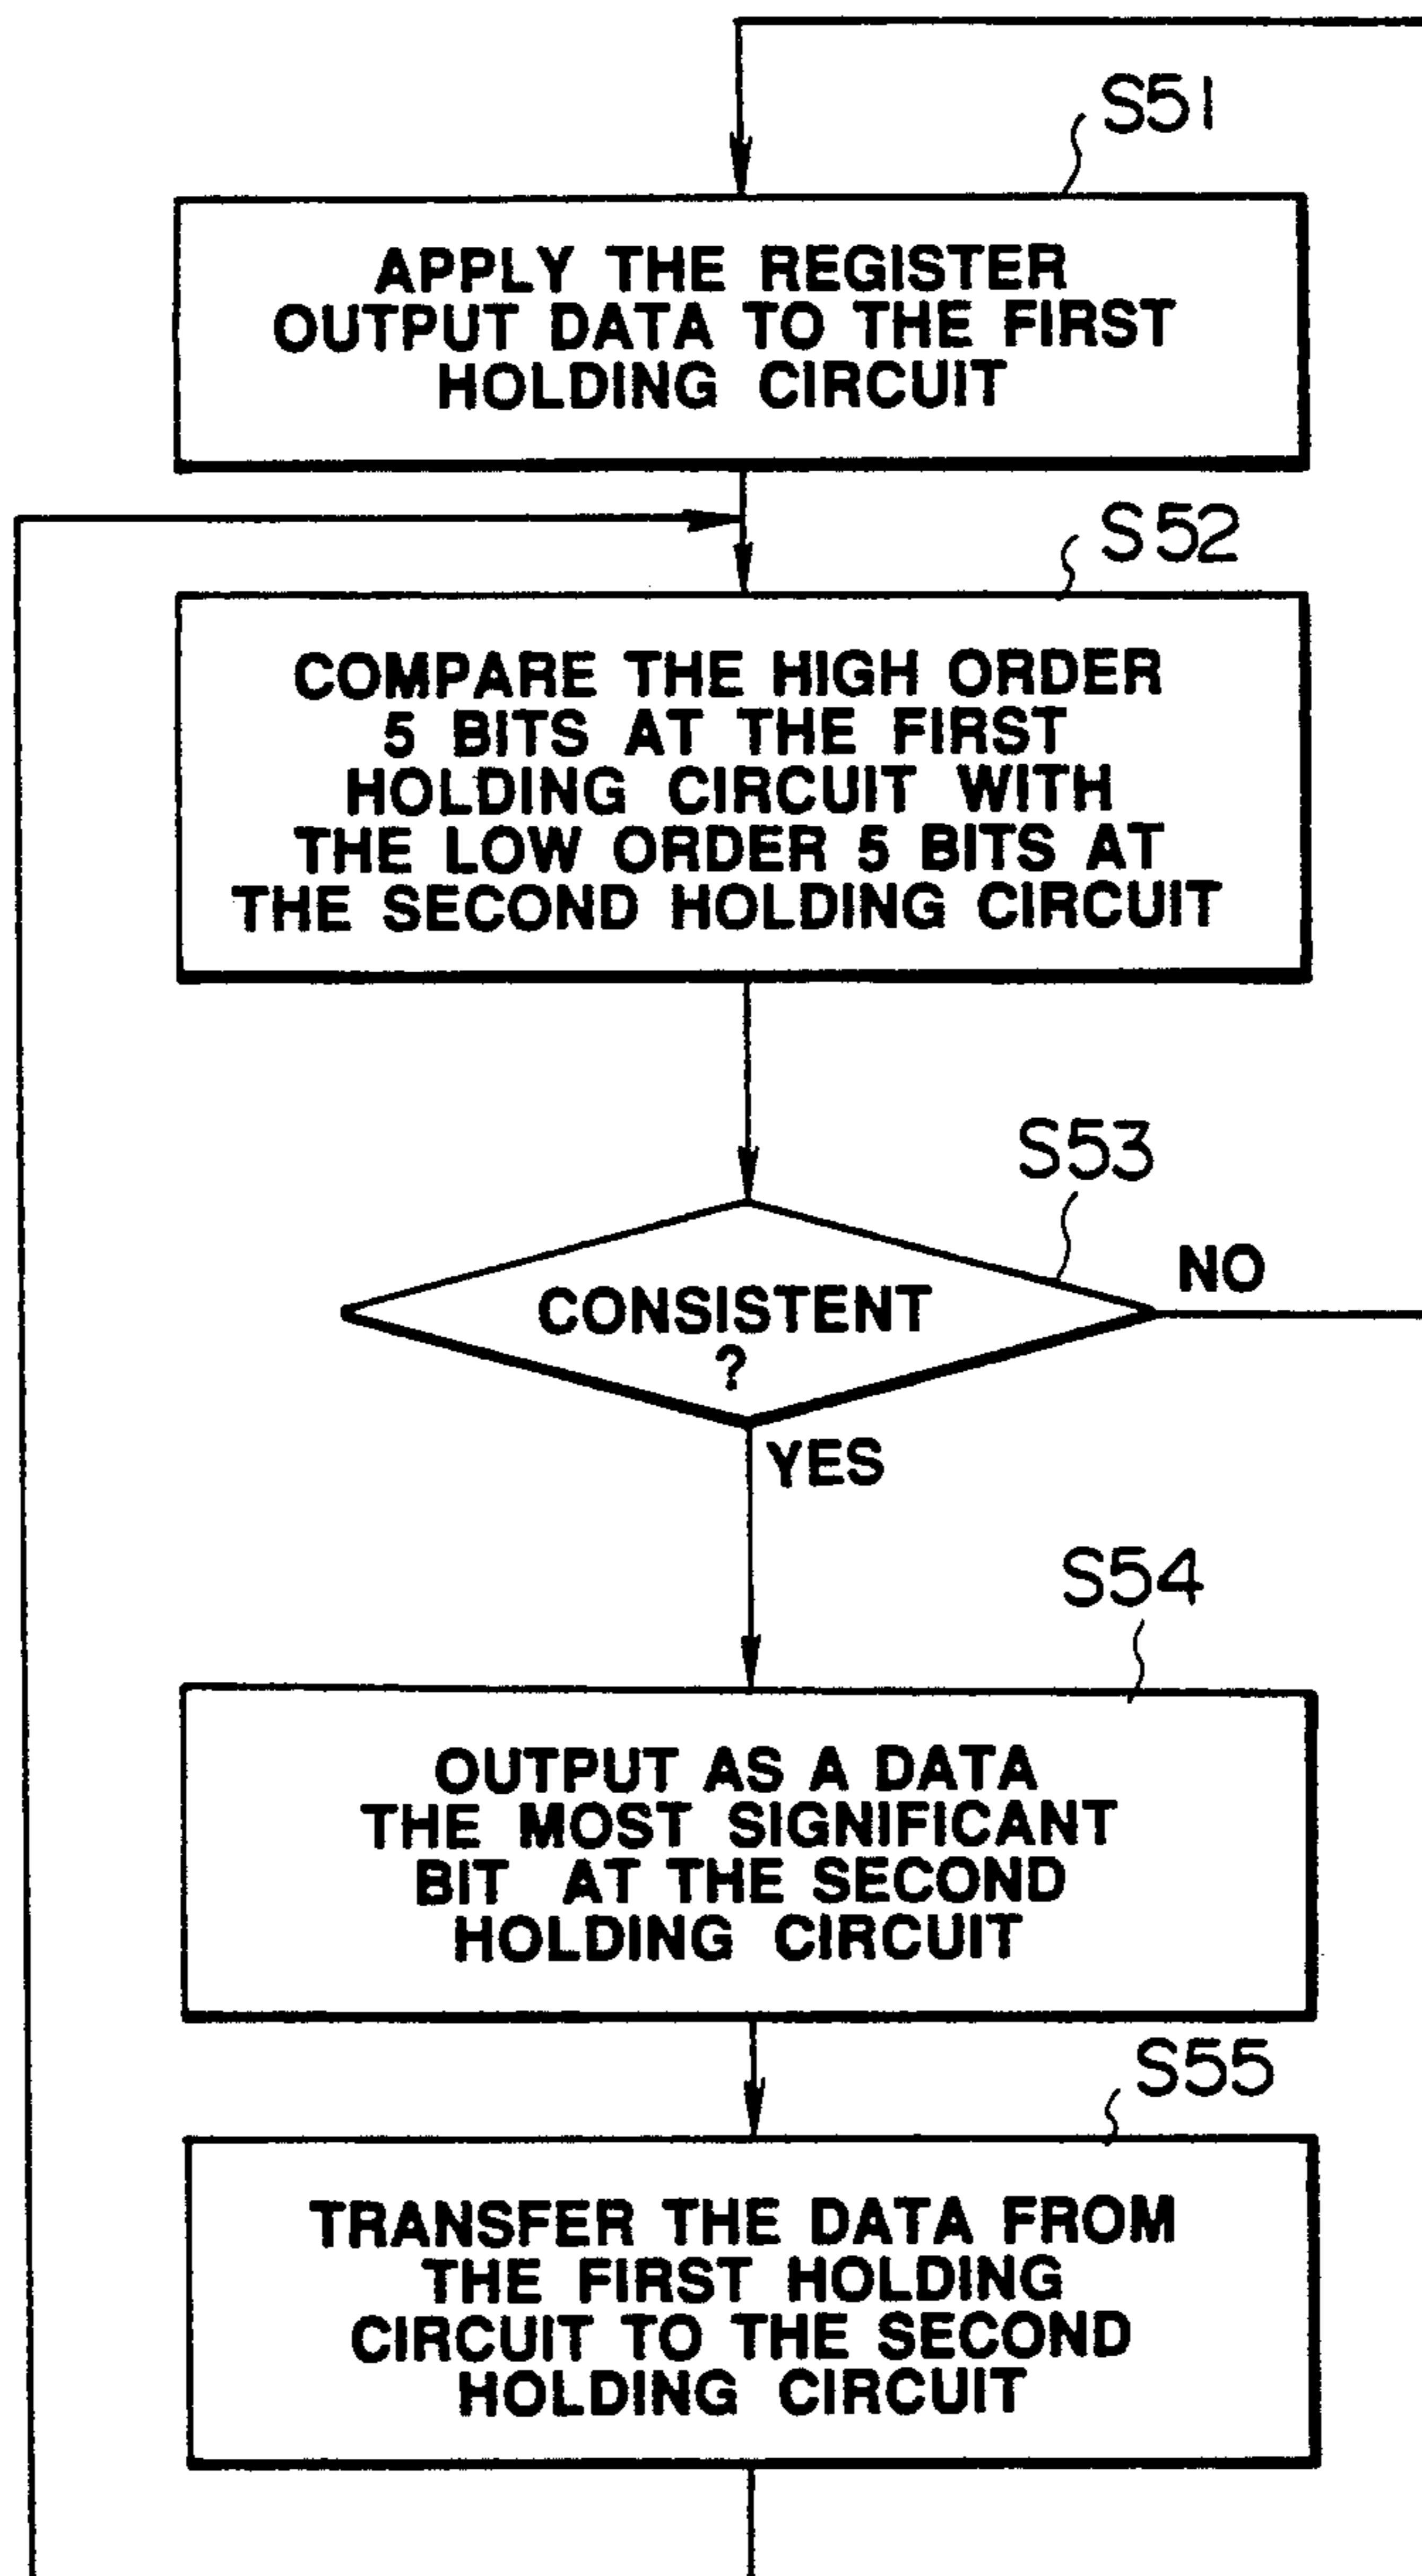 S51
APPLY THE REGISTER
OUTPUT DATA TO THE FIRST
HOLDING CIRCUIT
S52
COMPARE THE HIGH ORDER
5 BITS AT THE FIRST
HOLDING CIRCUIT WITH
THE LOW ORDER 5 BITS AT
THE SECOND HOLDING CIRCUIT
S53
NO
CONSISTENT
?
YES
S54
OUTPUT AS A DATA
THE MOST SIGNIFICANT
BIT AT THE SECOND
HOLDING CIRCUIT
S55
TRANSFER THE DATA FROM
THE FIRST HOLDING
CIRCUIT TO THE SECOND
HOLDING CIRCUIT